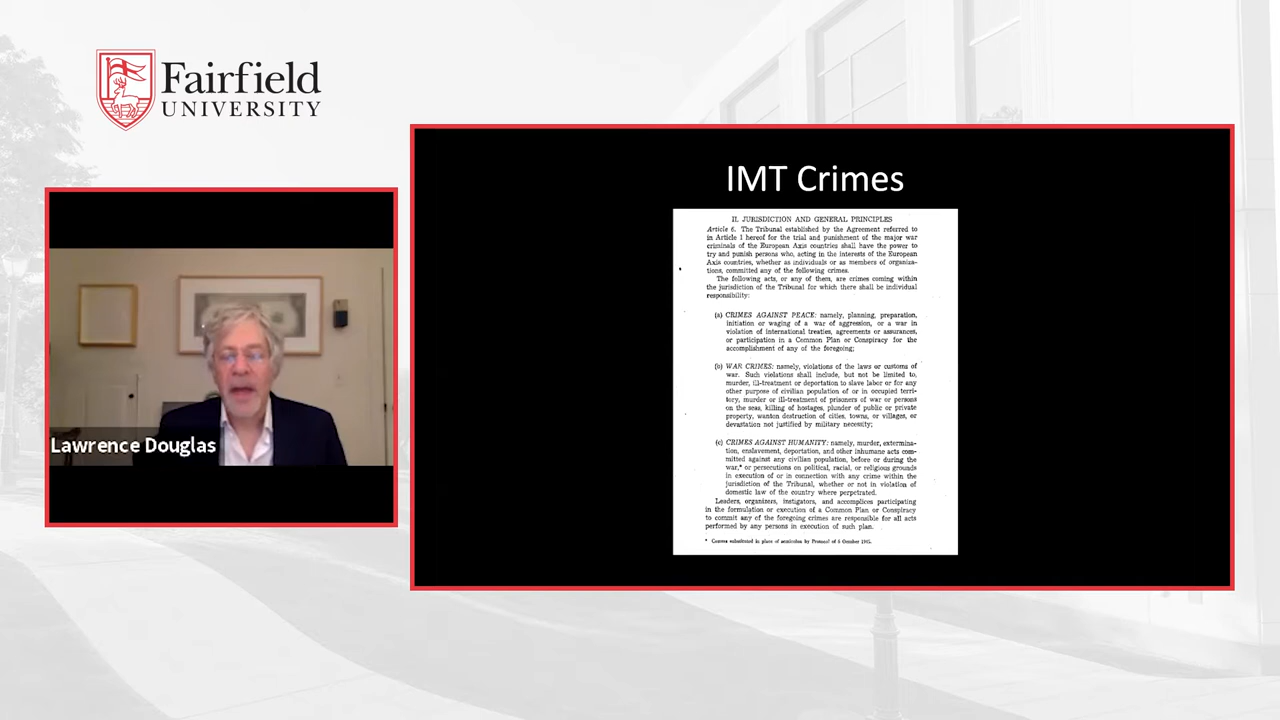 Fairfield
UNIVERSITY
Lawrence Douglas
IMT Crimes
II. JURISDICTION AND GENERAL PRINCIPLES
Article 6. The Tribunal established by the Agreement referred to
in Article 1 hereof for the trial and punishment of the major war
criminals of the European Axis countries shall have the power to
try and punish persons who, acting in the interests of the European
Axis countries, whether as individuals or as members of organiza-
tions, committed any of the following crimes.
The following acts, or any of them, are crimes coming within
the jurisdiction of the Tribunal for which there shall be individual
responsibility:
(a) CRIMES AGAINST PEACE: namely, planning, preparation,
initiation or waging of a war of aggression, or a war in
violation of international treaties, agreements or assurances,
or participation in a Common Plan or Conspiracy for the
accomplishment of any of the foregoing;
(b) WAR CRIMES: namely, violations of the laws or customs of
war. Such violations shall include, but not be limited to,
murder, ill-treatment or deportation to slave labor or for any
other purpose of civilian population of or in occupied terri-
tory, murder or ill-treatment of prisoners of war or persons
on the seas, killing of hostages, plunder of public or private
property, wanton destruction of cities, towns, or villages, or
devastation not justified by military necessity;
(c) CRIMES AGAINST HUMANITY: namely, murder, extermina-
tion, enslavement, deportation, and other inhumane acts com-
mitted against any civilian population, before or during the
war,* or persecutions on political, racial, or religious grounds
in execution of or in connection with any crime within the
jurisdiction of the Tribunal, whether or not in violation of
domestic law of the country where perpetrated.
Leaders, organizers, instigators, and accomplices participating
in the formulation or execution of a Common Plan or Conspiracy
to commit any of the foregoing crimes are responsible for all acts
performed by any persons in execution of such plan.
* Comma substituted in place of semicolon by Protocol of 6 October 1945.